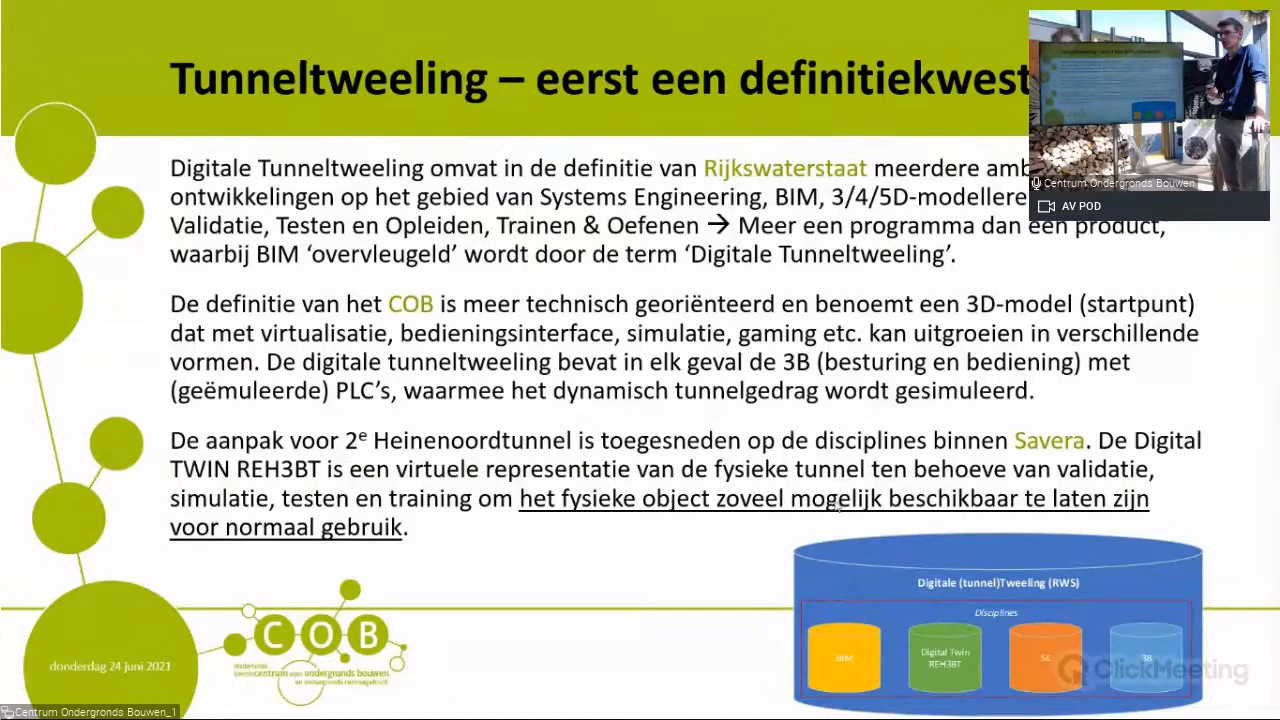 Tunneltweeling – eerst een definitiekwest
Digitale Tunneltweeling omvat in de definitie van Rijkswaterstaat meerdere
ontwikkelingen op het gebied van Systems Engineering, BIM, 3/4/5D-modellere
Validatie, Testen en Opleiden, Trainen & Oefenen → Meer een programma dan een product,
waarbij BIM ‘overvleugeld’ wordt door de term ‘Digitale Tunneltweeling’.
De definitie van het COB is meer technisch georiënteerd en benoemt een 3D-model (startpunt)
dat met virtualisatie, bedieningsinterface, simulatie, gaming etc. kan uitgroeien in verschillende
vormen. De digitale tunneltweeling bevat in elk geval de 3B (besturing en bediening) met
(geëmuleerde) PLC’s, waarmee het dynamisch tunnelgedrag wordt gesimuleerd.
De aanpak voor 2e Heinenoordtunnel is toegesneden op de disciplines binnen Savera. De Digital
TWIN REH3BT is een virtuele representatie van de fysieke tunnel ten behoeve van validatie,
simulatie, testen en training om het fysieke object zoveel mogelijk beschikbaar te laten zijn
voor normaal gebruik.
Centrum Ondergronds Bouwen
AV POD
Digitale (tunnel)Tweeling (RWS)
Disciplines
BIM
Digital Twin
REH3BT
SE
3B
ClickMeeting
donderdag 24 juni 2021
COB
Nederlands
kenniscentrum voor ondergronds bouwen
en ondergronds ruimtegebruik
Centrum Ondergronds Bouwen_1